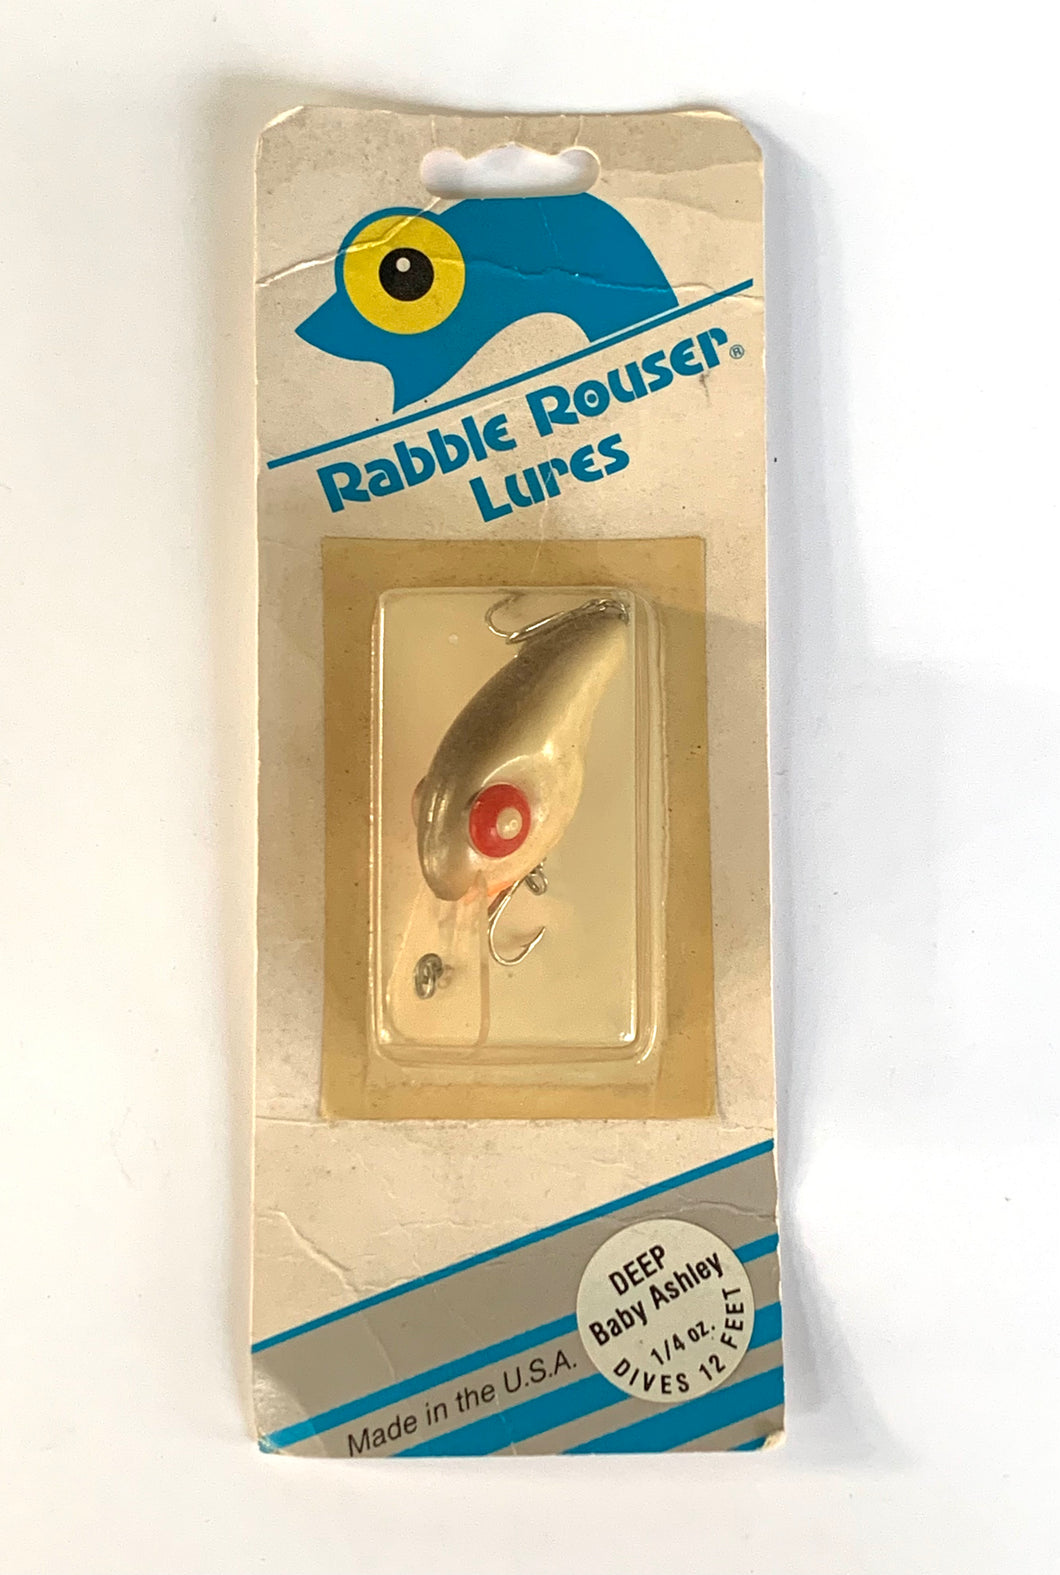 Rabble Rouser®
Lures
DEEP
Baby Ashley
1/4 oz.
DIVES 12 FEET
Made in the U.S.A.